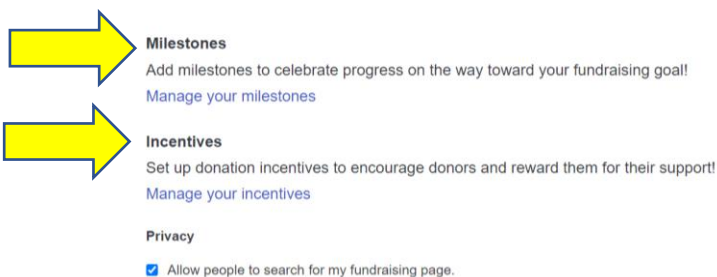 Milestones
Add milestones to celebrate progress on the way toward your fundraising goal!
Manage your milestones
Incentives
Set up donation incentives to encourage donors and reward them for their support!
Manage your incentives
Privacy
Allow people to search for my fundraising page.